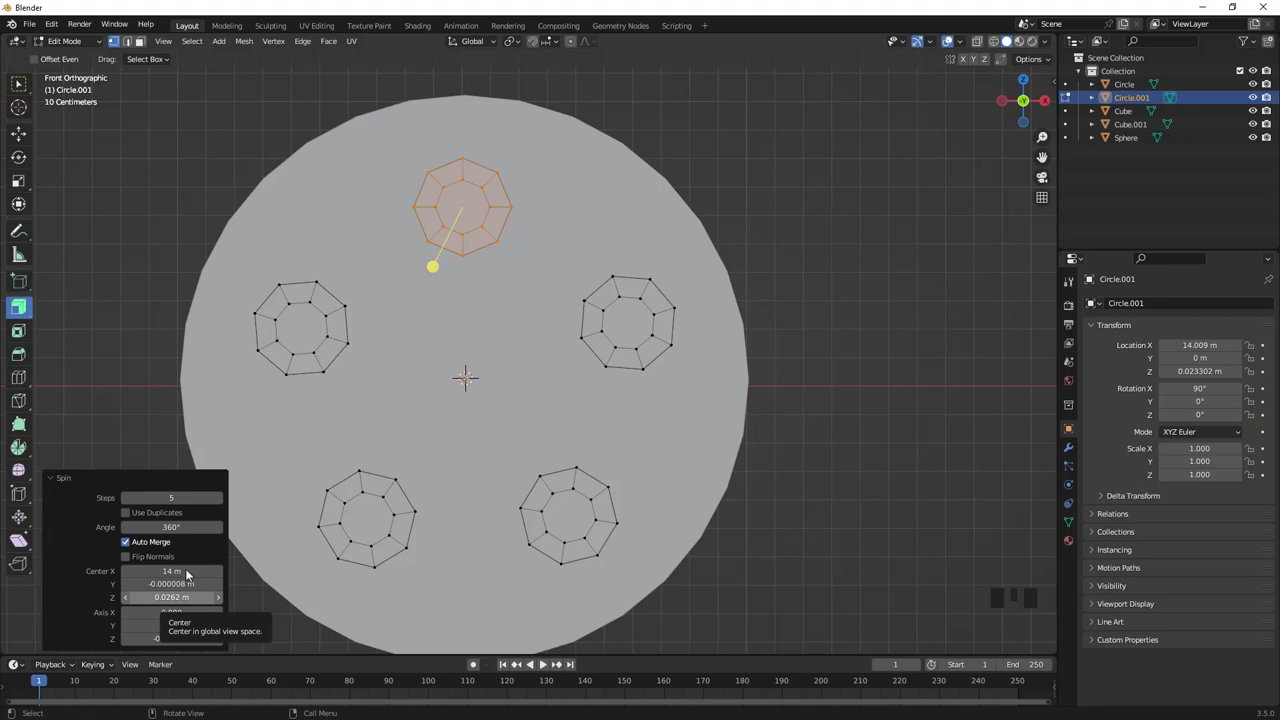 Blender
File Edit Render Window Help
Layout Modeling Sculpting UV Editing Texture Paint Shading Animation Rendering Compositing Geometry Nodes Scripting +
Scene ViewLayer
Edit Mode View Select Add Mesh Vertex Edges Face UV Global
Offset Even Drag: Select Box X Y Z Options
Front Orthographic
(1) Circle.001
10 Centimeters
Z
X
-Y
Scene Collection
Collection
Circle
Circle.001
Cube
Cube.001
Sphere
Circle.001
Circle.001
Transform
Location X 14.009 m
Y 0 m
Z 0.023302 m
Rotation X 90°
Y 0°
Z 0°
Mode XYZ Euler
Scale X 1.000
Y 1.000
Z 1.000
Delta Transform
Relations
Collections
Instancing
Motion Paths
Visibility
Viewport Display
Line Art
Custom Properties
Spin
Steps 5
Use Duplicates
Angle 360°
Auto Merge
Flip Normals
Center X 14 m
Y -0.000008 m
Z 0.0262 m
Axis X
Y
Z
Center
Center in global view space.
Playback Keying View Marker
1 Start 1 End 250
1 10 20 30 40 50 60 70 80 90 100 110 120 130 140 150 160 170 180 190 200 210 220 230 240 250
Select Rotate View Call Menu
3.5.0